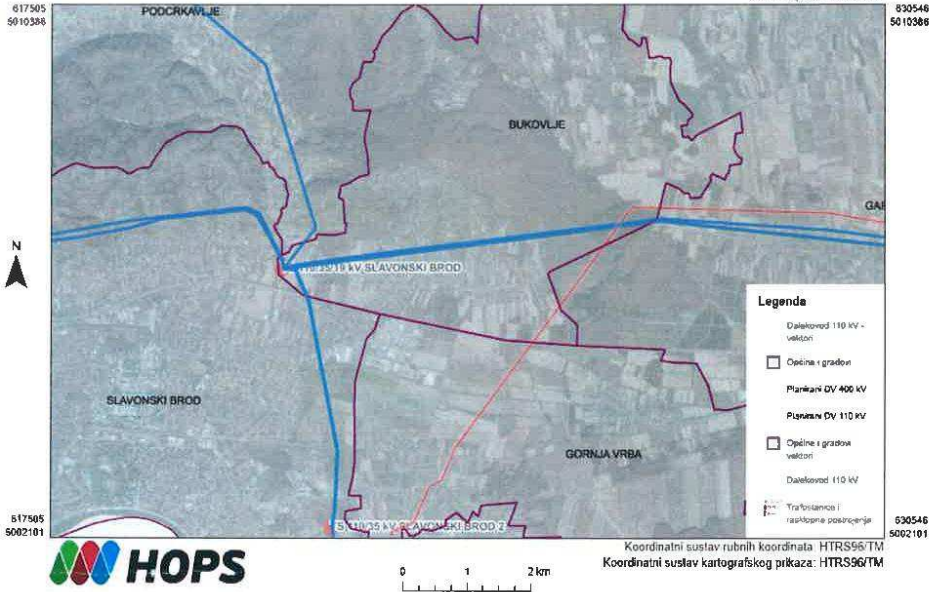 617505
5010386
630546
5010386
PODCRKAVLJE
BUKOVLJE
N
110/35/19 kV SLAVONSKI BROD
SLAVONSKI BROD
GORNJA VRBA
S 110/35 kV SLAVONSKI BROD 2
Legenda
Dalekovod 110 kV -
vektori
Općine i gradovi
Planirani DV 400 kV
Planirani DV 110 kV
Općine i gradovi
vektori
Dalekovod 110 kV
Trafostanice i
rasklopna postrojenja
617505
5002101
630546
5002101
HOPS
0 1 2 km
Koordinatni sustav rubnih koordinata: HTRS96/TM
Koordinatni sustav kartografskog prikaza: HTRS96/TM